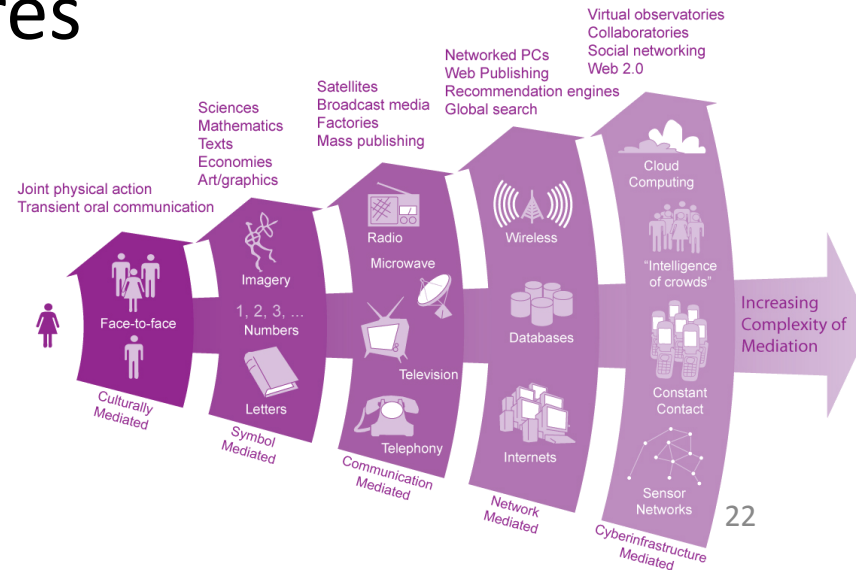 res
Joint physical action
Transient oral communication
Face-to-face
Culturally
Mediated
Sciences
Mathematics
Texts
Economies
Art/graphics
Imagery
1, 2, 3, ...
Numbers
Letters
Symbol
Mediated
Satellites
Broadcast media
Factories
Mass publishing
Radio
Microwave
Television
Telephony
Communication
Mediated
Networked PCs
Web Publishing
Recommendation engines
Global search
Wireless
Databases
Internets
Network
Mediated
Virtual observatories
Collaboratories
Social networking
Web 2.0
Cloud
Computing
"Intelligence
of crowds"
Constant
Contact
Sensor
Networks
Cyberinfrastructure
Mediated
Increasing
Complexity of
Mediation
22